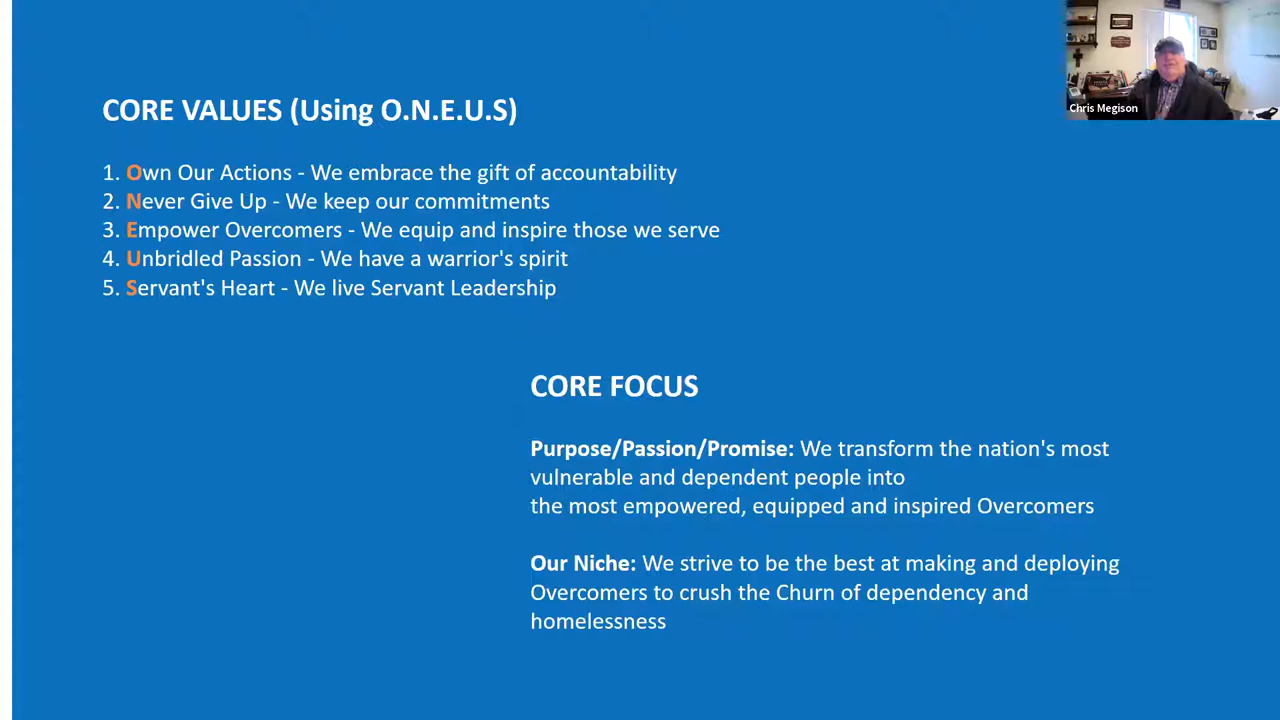 CORE VALUES (Using O.N.E.U.S)
1. Own Our Actions - We embrace the gift of accountability
2. Never Give Up - We keep our commitments
3. Empower Overcomers - We equip and inspire those we serve
4. Unbridled Passion - We have a warrior's spirit
5. Servant's Heart - We live Servant Leadership
CORE FOCUS
Purpose/Passion/Promise: We transform the nation's most
vulnerable and dependent people into
the most empowered, equipped and inspired Overcomers
Our Niche: We strive to be the best at making and deploying
Overcomers to crush the Churn of dependency and
homelessness
Chris Megison